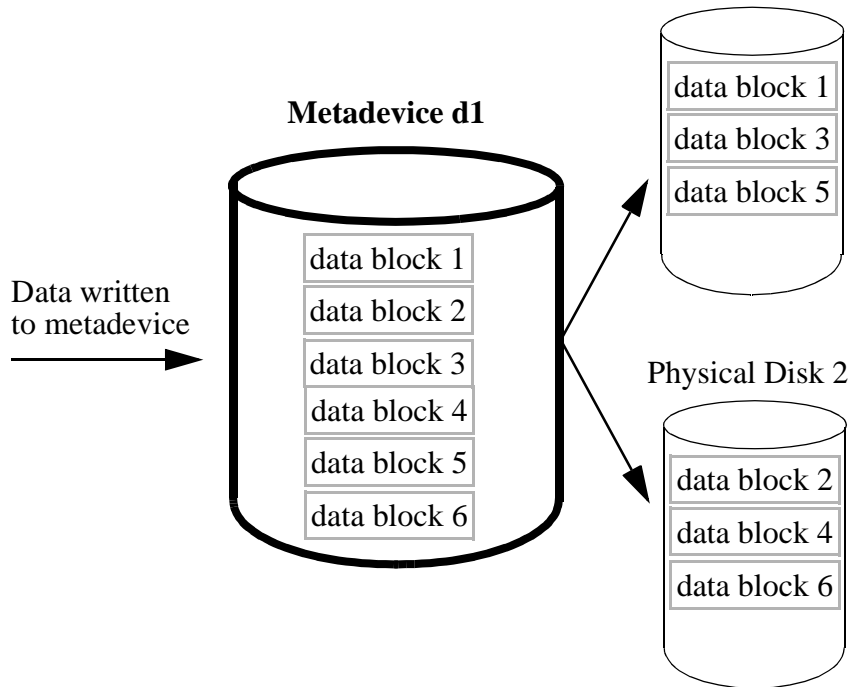 Metadevice d1
Data written
to metadevice
data block 1
data block 2
data block 3
data block 4
data block 5
data block 6
data block 1
data block 3
data block 5
Physical Disk 2
data block 2
data block 4
data block 6